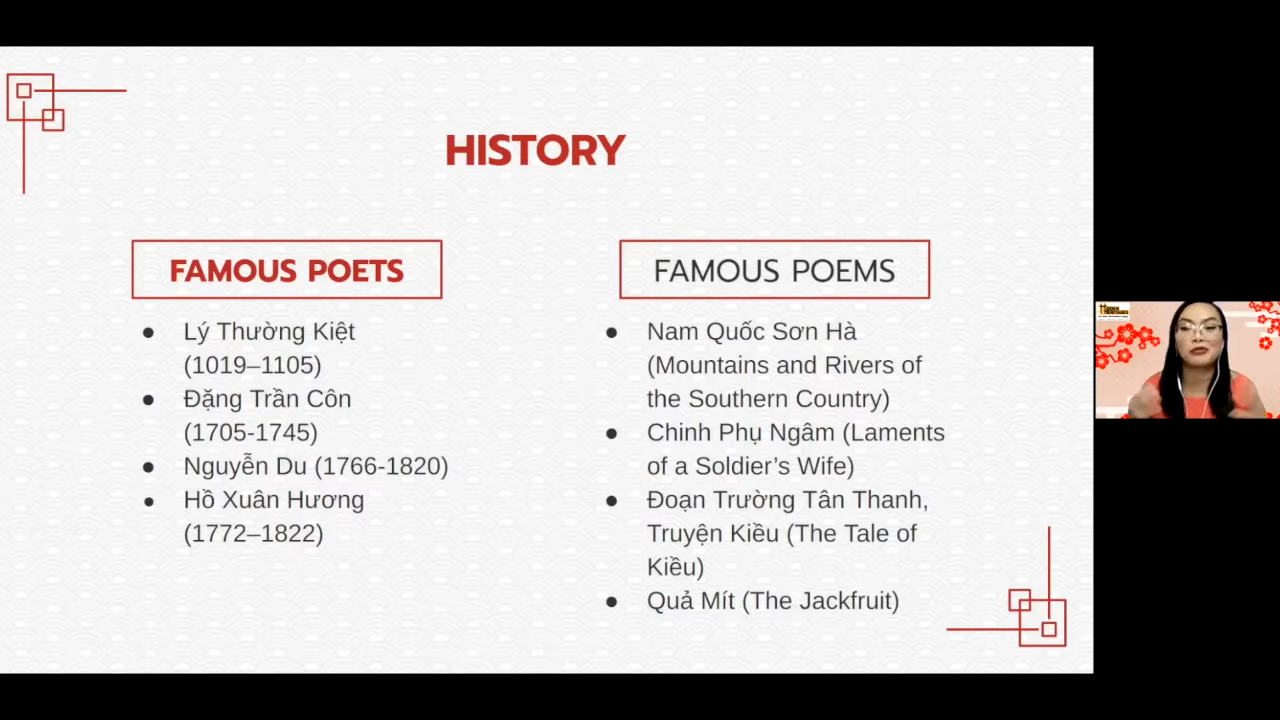 HISTORY
FAMOUS POETS
● Lý Thường Kiệt
(1019–1105)
● Đặng Trần Côn
(1705-1745)
● Nguyễn Du (1766-1820)
● Hồ Xuân Hương
(1772–1822)
FAMOUS POEMS
● Nam Quốc Sơn Hà
(Mountains and Rivers of
the Southern Country)
● Chinh Phụ Ngâm (Laments
of a Soldier’s Wife)
● Đoạn Trường Tân Thanh,
Truyện Kiều (The Tale of
Kiều)
● Quả Mít (The Jackfruit)